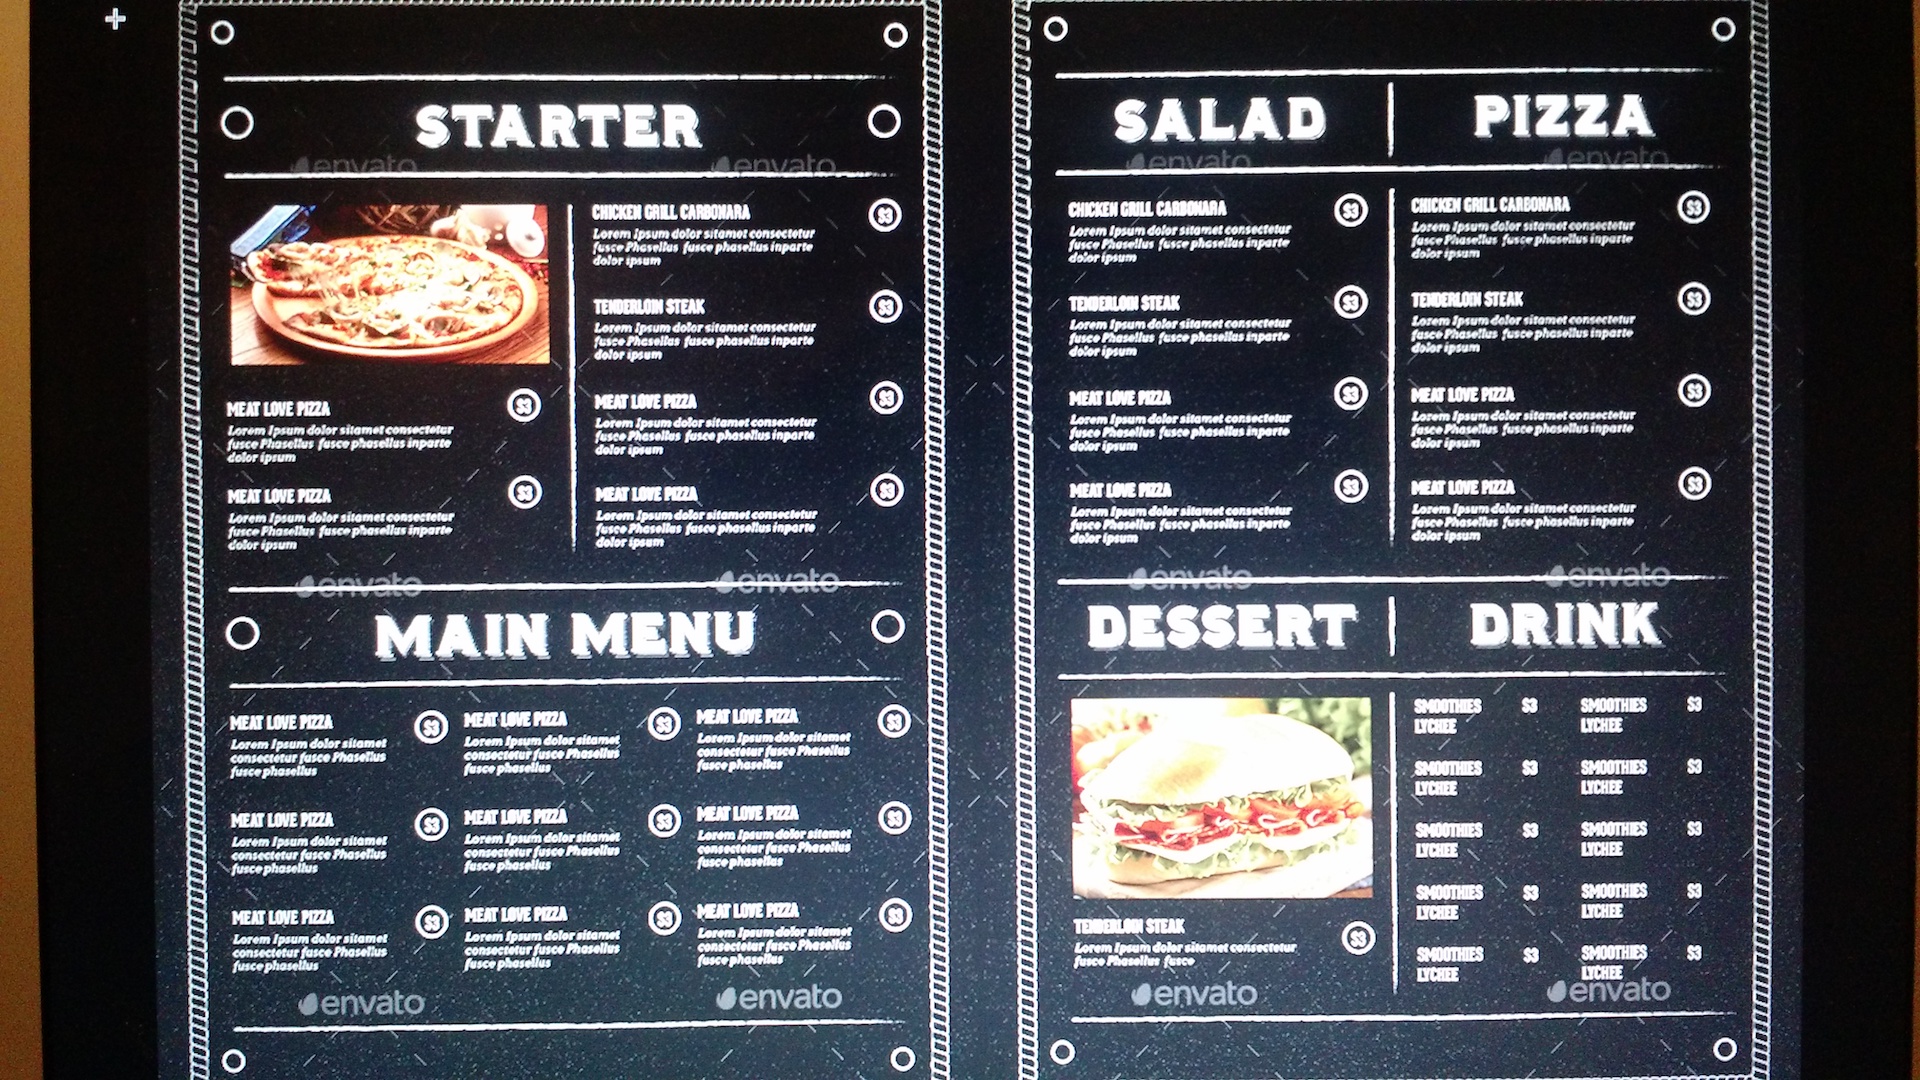 STARTER
envato envato
MEAT LOVE PIZZA $3
Lorem Ipsum dolor sitamet consectetur
fusce Phasellus fusce phasellus inparte
dolor ipsum
MEAT LOVE PIZZA $3
Lorem Ipsum dolor sitamet consectetur
fusce Phasellus fusce phasellus inparte
dolor ipsum
CHICKEN GRILL CARBONARA $3
Lorem Ipsum dolor sitamet consectetur
fusce Phasellus fusce phasellus inparte
dolor ipsum
TENDERLOIN STEAK $3
Lorem Ipsum dolor sitamet consectetur
fusce Phasellus fusce phasellus inparte
dolor ipsum
MEAT LOVE PIZZA $3
Lorem Ipsum dolor sitamet consectetur
fusce Phasellus fusce phasellus inparte
dolor ipsum
MEAT LOVE PIZZA $3
Lorem Ipsum dolor sitamet consectetur
fusce Phasellus fusce phasellus inparte
dolor ipsum
envato envato
MAIN MENU
MEAT LOVE PIZZA $3
Lorem Ipsum dolor sitamet
consectetur fusce Phasellus
fusce phasellus
MEAT LOVE PIZZA $3
Lorem Ipsum dolor sitamet
consectetur fusce Phasellus
fusce phasellus
MEAT LOVE PIZZA $3
Lorem Ipsum dolor sitamet
consectetur fusce Phasellus
fusce phasellus
MEAT LOVE PIZZA $3
Lorem Ipsum dolor sitamet
consectetur fusce Phasellus
fusce phasellus
MEAT LOVE PIZZA $3
Lorem Ipsum dolor sitamet
consectetur fusce Phasellus
fusce phasellus
MEAT LOVE PIZZA $3
Lorem Ipsum dolor sitamet
consectetur fusce Phasellus
fusce phasellus
MEAT LOVE PIZZA $3
Lorem Ipsum dolor sitamet
consectetur fusce Phasellus
fusce phasellus
MEAT LOVE PIZZA $3
Lorem Ipsum dolor sitamet
consectetur fusce Phasellus
fusce phasellus
MEAT LOVE PIZZA $3
Lorem Ipsum dolor sitamet
consectetur fusce Phasellus
fusce phasellus
envato envato
SALAD
envato
CHICKEN GRILL CARBONARA $3
Lorem Ipsum dolor sitamet consectetur
fusce Phasellus fusce phasellus inparte
dolor ipsum
TENDERLOIN STEAK $3
Lorem Ipsum dolor sitamet consectetur
fusce Phasellus fusce phasellus inparte
dolor ipsum
MEAT LOVE PIZZA $3
Lorem Ipsum dolor sitamet consectetur
fusce Phasellus fusce phasellus inparte
dolor ipsum
MEAT LOVE PIZZA $3
Lorem Ipsum dolor sitamet consectetur
fusce Phasellus fusce phasellus inparte
dolor ipsum
PIZZA
envato
CHICKEN GRILL CARBONARA $3
Lorem Ipsum dolor sitamet consectetur
fusce Phasellus fusce phasellus inparte
dolor ipsum
TENDERLOIN STEAK $3
Lorem Ipsum dolor sitamet consectetur
fusce Phasellus fusce phasellus inparte
dolor ipsum
MEAT LOVE PIZZA $3
Lorem Ipsum dolor sitamet consectetur
fusce Phasellus fusce phasellus inparte
dolor ipsum
MEAT LOVE PIZZA $3
Lorem Ipsum dolor sitamet consectetur
fusce Phasellus fusce phasellus inparte
dolor ipsum
envato envato
DESSERT
TENDERLOIN STEAK $3
Lorem Ipsum dolor sitamet consectetur
fusce Phasellus fusce
envato
DRINK
SMOOTHIES $3 SMOOTHIES $3
LYCHEE LYCHEE
SMOOTHIES $3 SMOOTHIES $3
LYCHEE LYCHEE
SMOOTHIES $3 SMOOTHIES $3
LYCHEE LYCHEE
SMOOTHIES $3 SMOOTHIES $3
LYCHEE LYCHEE
SMOOTHIES $3 SMOOTHIES $3
LYCHEE LYCHEE
envato